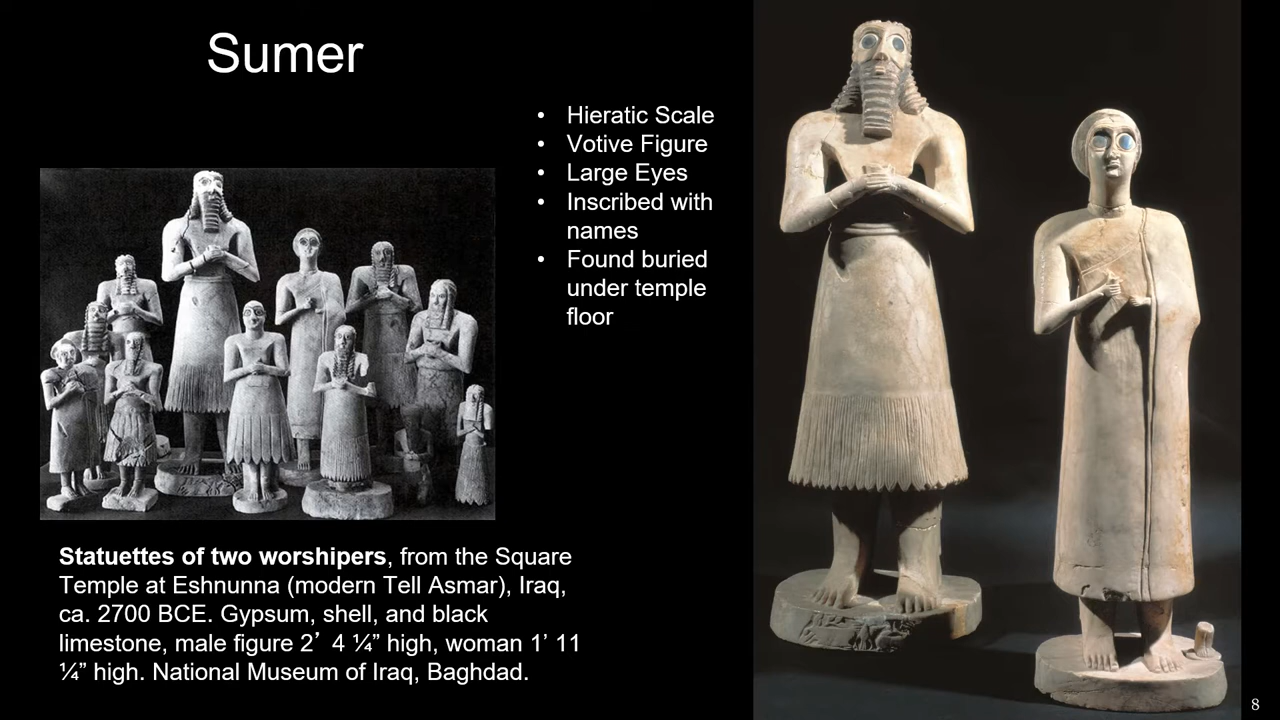 Sumer
• Hieratic Scale
• Votive Figure
• Large Eyes
• Inscribed with
names
• Found buried
under temple
floor
Statuettes of two worshipers, from the Square
Temple at Eshnunna (modern Tell Asmar), Iraq,
ca. 2700 BCE. Gypsum, shell, and black
limestone, male figure 2’ 4 ¼” high, woman 1’ 11
¼” high. National Museum of Iraq, Baghdad.
8